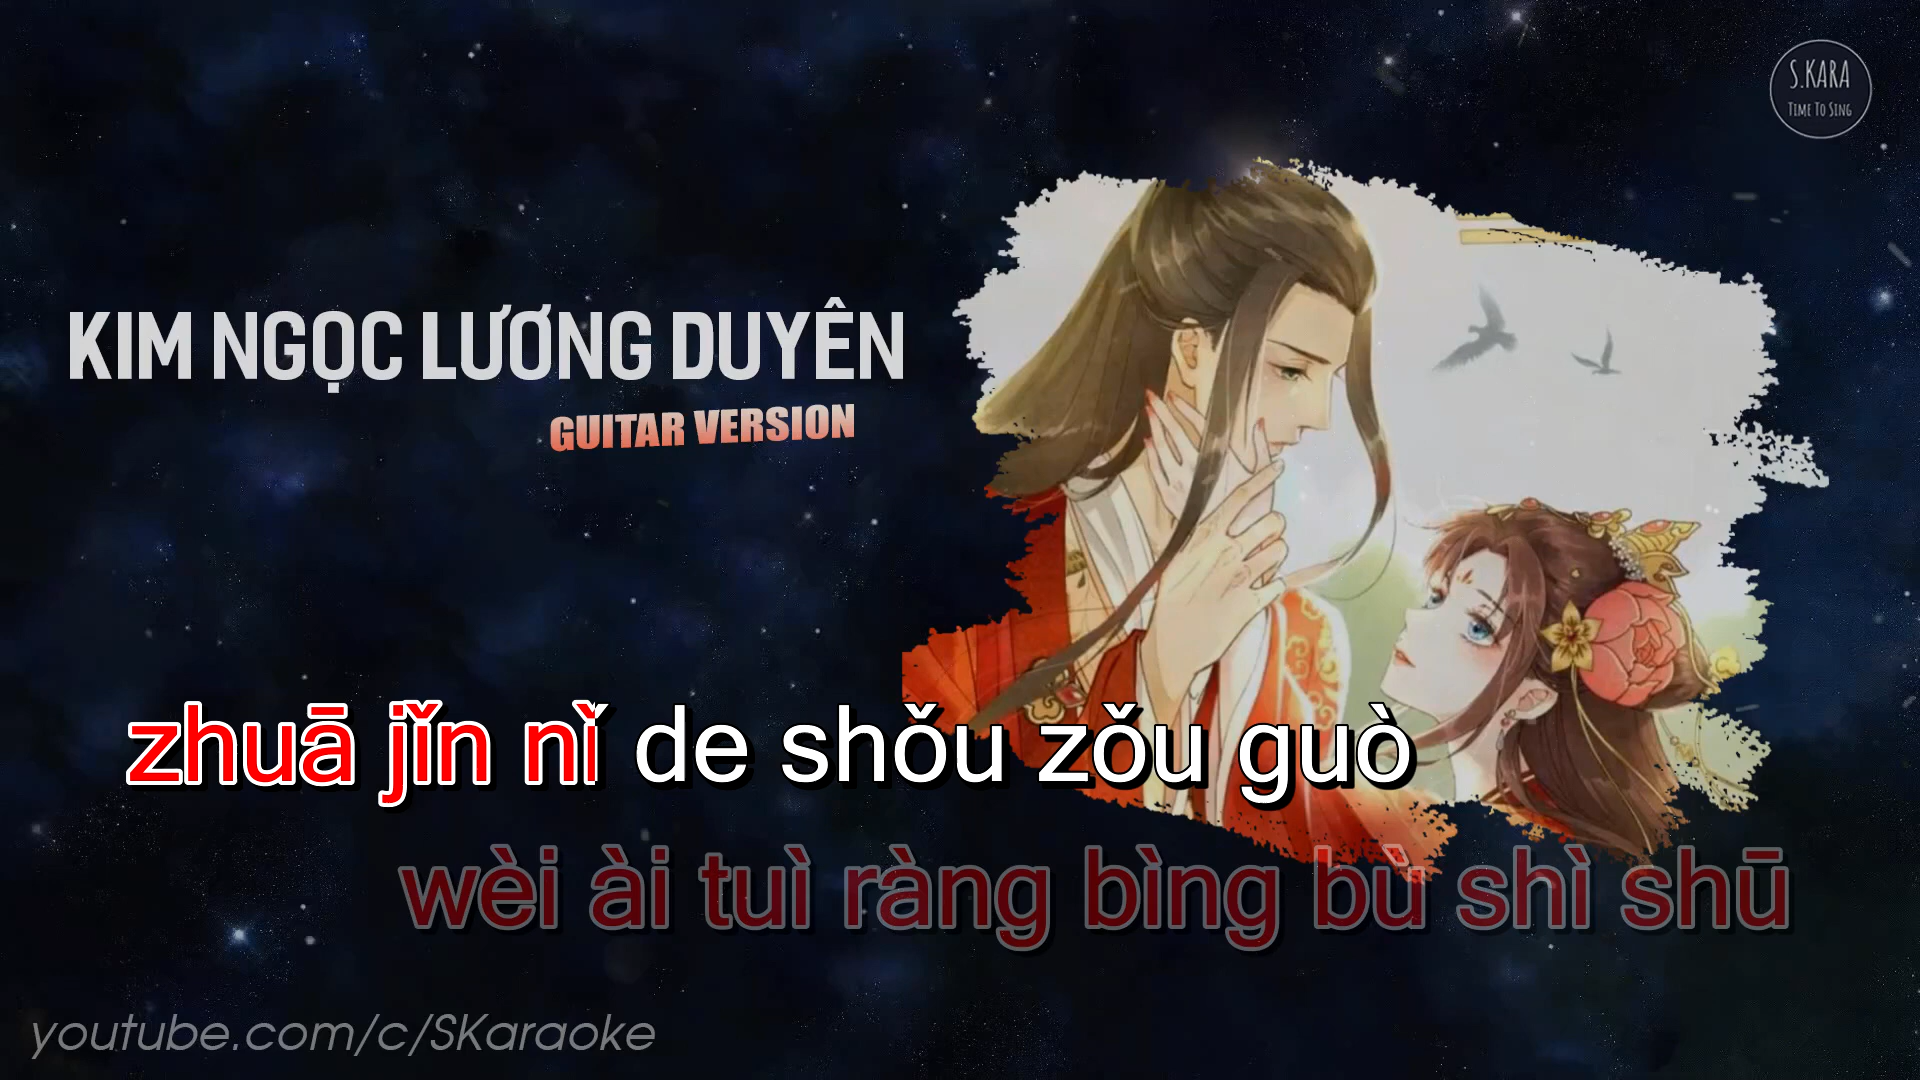 S.KARA
TIME TO SING
KIM NGỌC LƯƠNG DUYÊN
GUITAR VERSION
zhuā jǐn nǐ de shǒu zǒu guò
wèi ài tuì ràng bìng bù shì shū
youtube.com/c/SKaraoke